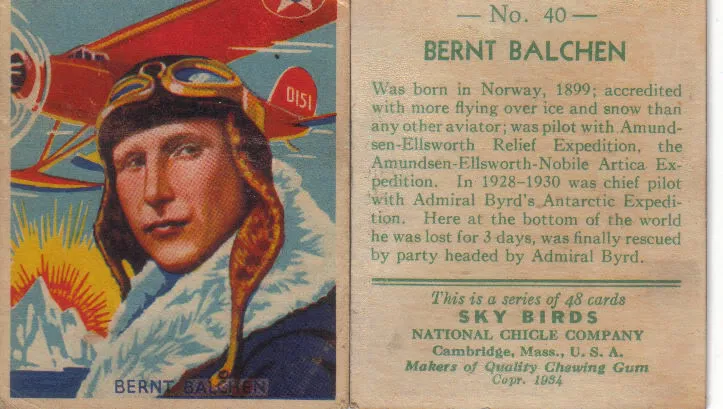 0151
BERNT BALCHEN
— No. 40 —
BERNT BALCHEN
Was born in Norway, 1899; accredited
with more flying over ice and snow than
any other aviator; was pilot with Amund-
sen-Ellsworth Relief Expedition, the
Amundsen-Ellsworth-Nobile Artica Ex-
pedition. In 1928-1930 was chief pilot
with Admiral Byrd's Antarctic Expedi-
tion. Here at the bottom of the world
he was lost for 3 days, was finally rescued
by party headed by Admiral Byrd.
This is a series of 48 cards
SKY BIRDS
NATIONAL CHICLE COMPANY
Cambridge, Mass., U. S. A.
Makers of Quality Chewing Gum
Copr. 1934